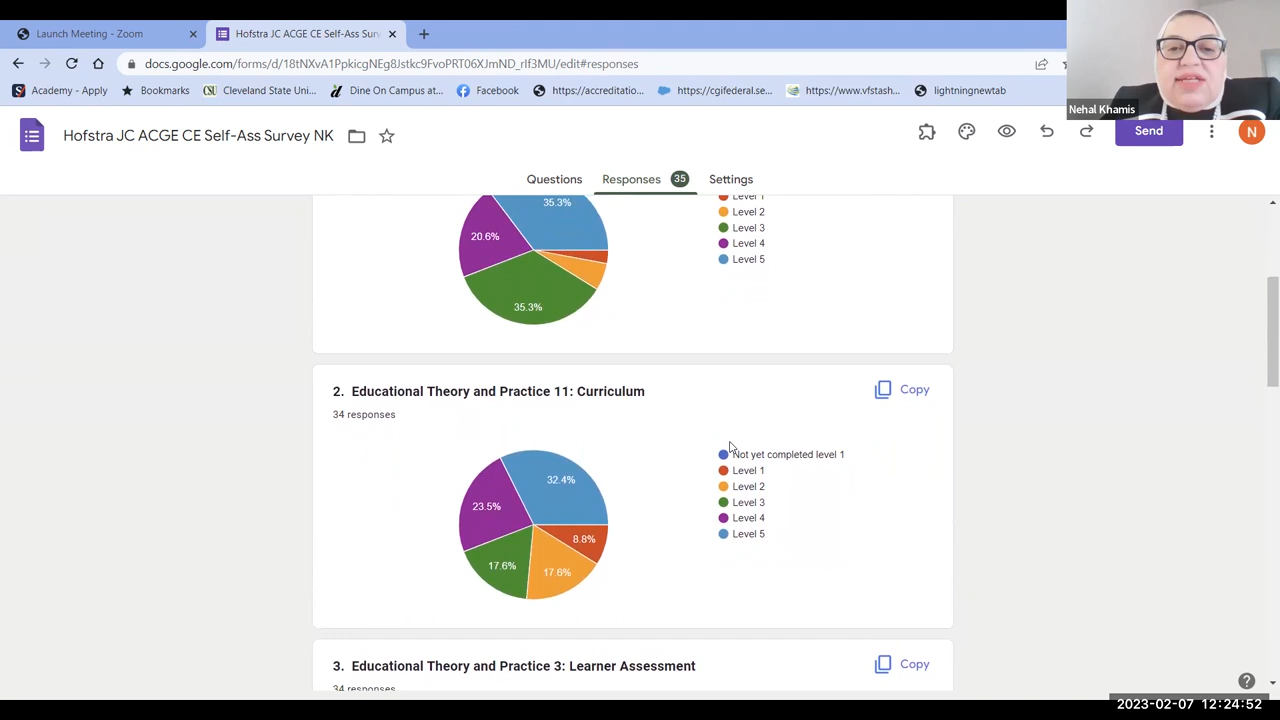 Launch Meeting - Zoom
Hofstra JC ACGE CE Self-Ass Sur
docs.google.com/forms/d/18tNXvA1PpkicgNEg8Jstkc9FvoPRT06XJmND_rIf3MU/edit#responses
Academy - Apply
Bookmarks
Cleveland State Uni...
Dine On Campus at...
Facebook
https://accreditatio...
https://cgifederal.se...
https://www.vfstash...
lightningnewtab
Nehal Khamis
Hofstra JC ACGE CE Self-Ass Survey NK
Send
N
Questions
Responses 35
Settings
35.3%
20.6%
35.3%
Level 1
Level 2
Level 3
Level 4
Level 5
2. Educational Theory and Practice 11: Curriculum
Copy
34 responses
32.4%
23.5%
8.8%
17.6%
17.6%
Not yet completed level 1
Level 1
Level 2
Level 3
Level 4
Level 5
3. Educational Theory and Practice 3: Learner Assessment
Copy
34 responses
2023-02-07 12:24:52